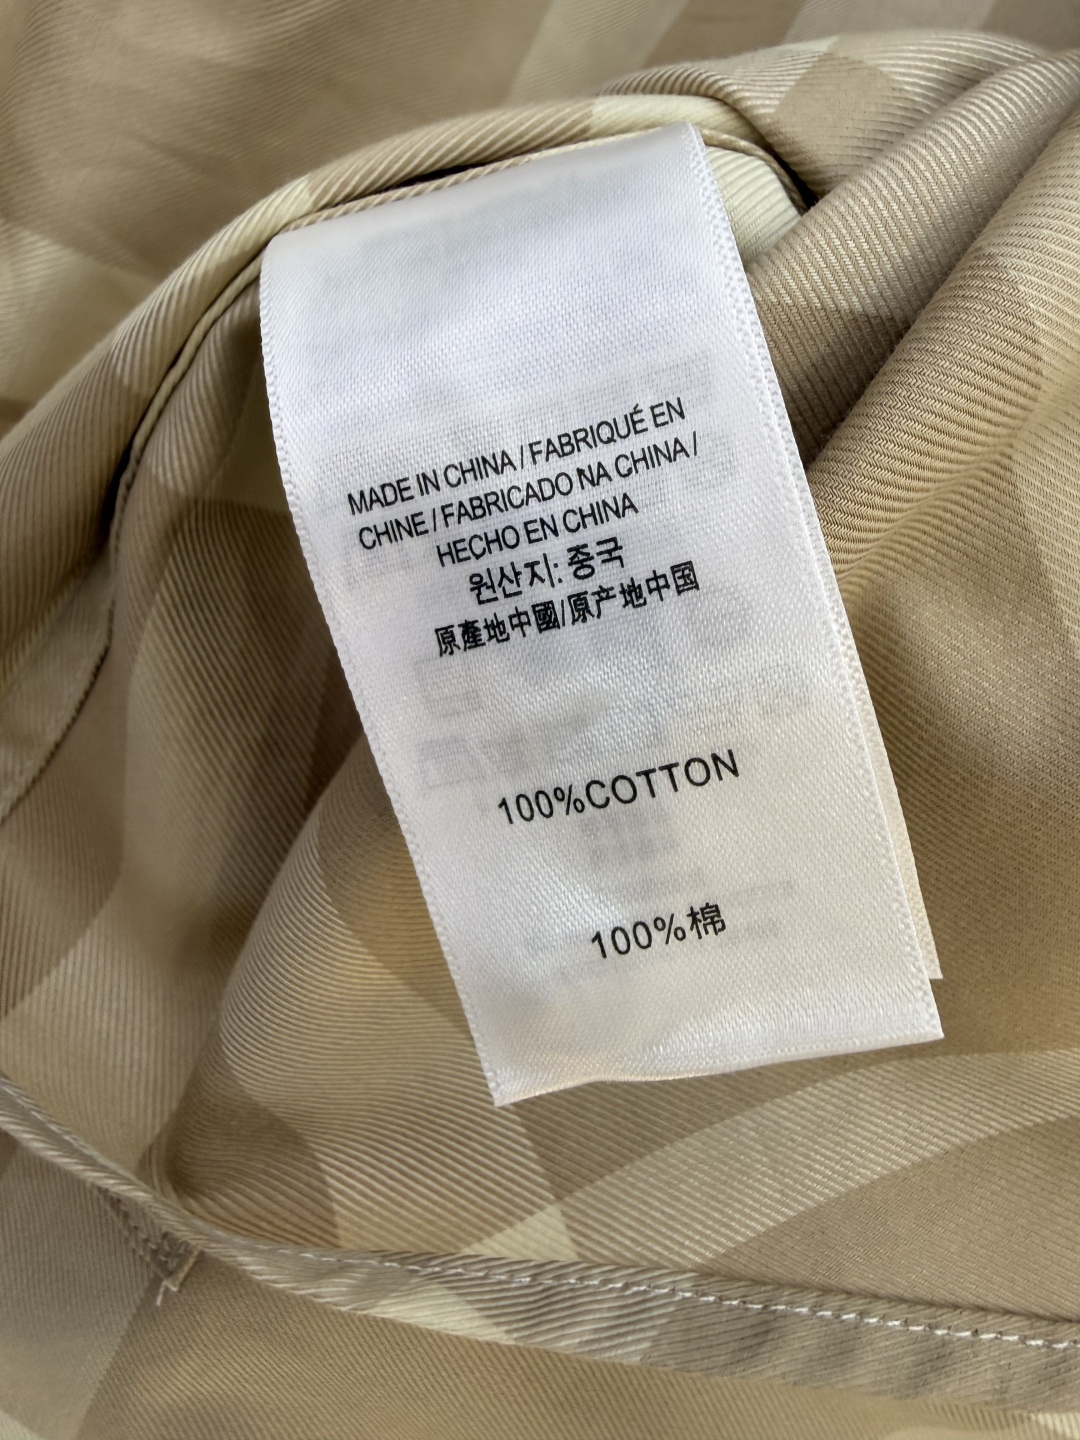 MADE IN CHINA / FABRIQUÉ EN
CHINE / FABRICADO NA CHINA /
HECHO EN CHINA
원산지: 중국
原產地中國/原产地中国
100%COTTON
100%棉